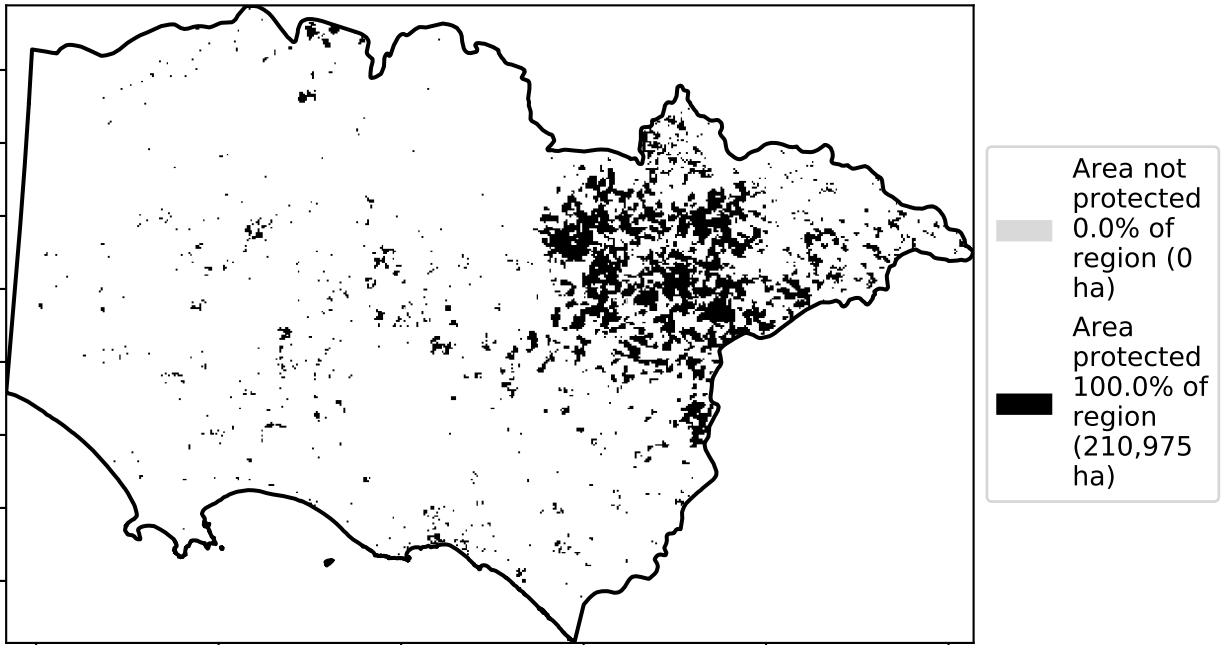 Area not
protected
0.0% of
region (0
ha)
Area
protected
100.0% of
region
(210,975
ha)